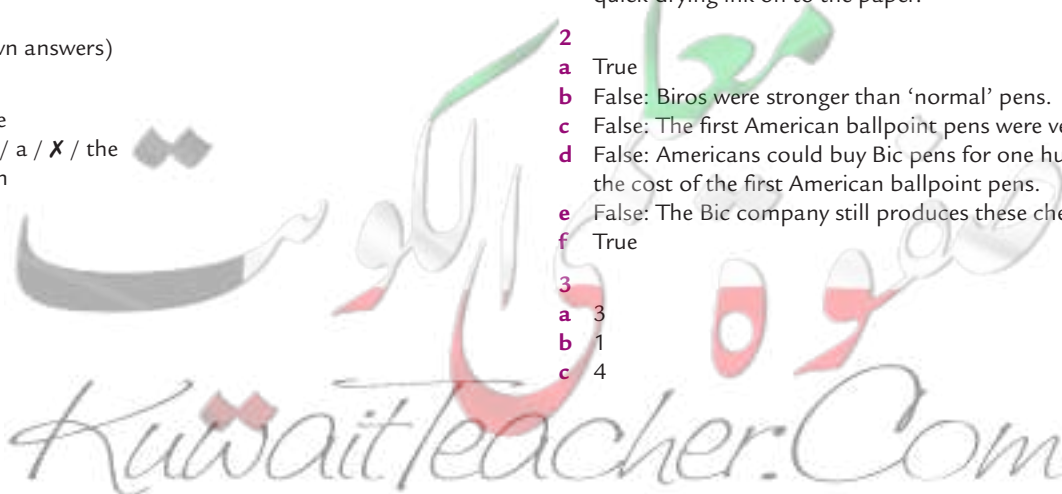 wn answers)
e
/ a / ✗ / the
n
quick-drying ink on to the paper.
2
a True
b False: Biros were stronger than ‘normal’ pens.
c False: The first American ballpoint pens were ve
d False: Americans could buy Bic pens for one hu
the cost of the first American ballpoint pens.
e False: The Bic company still produces these che
f True
3
a 3
b 1
c 4
KuwaitTeacher.Com